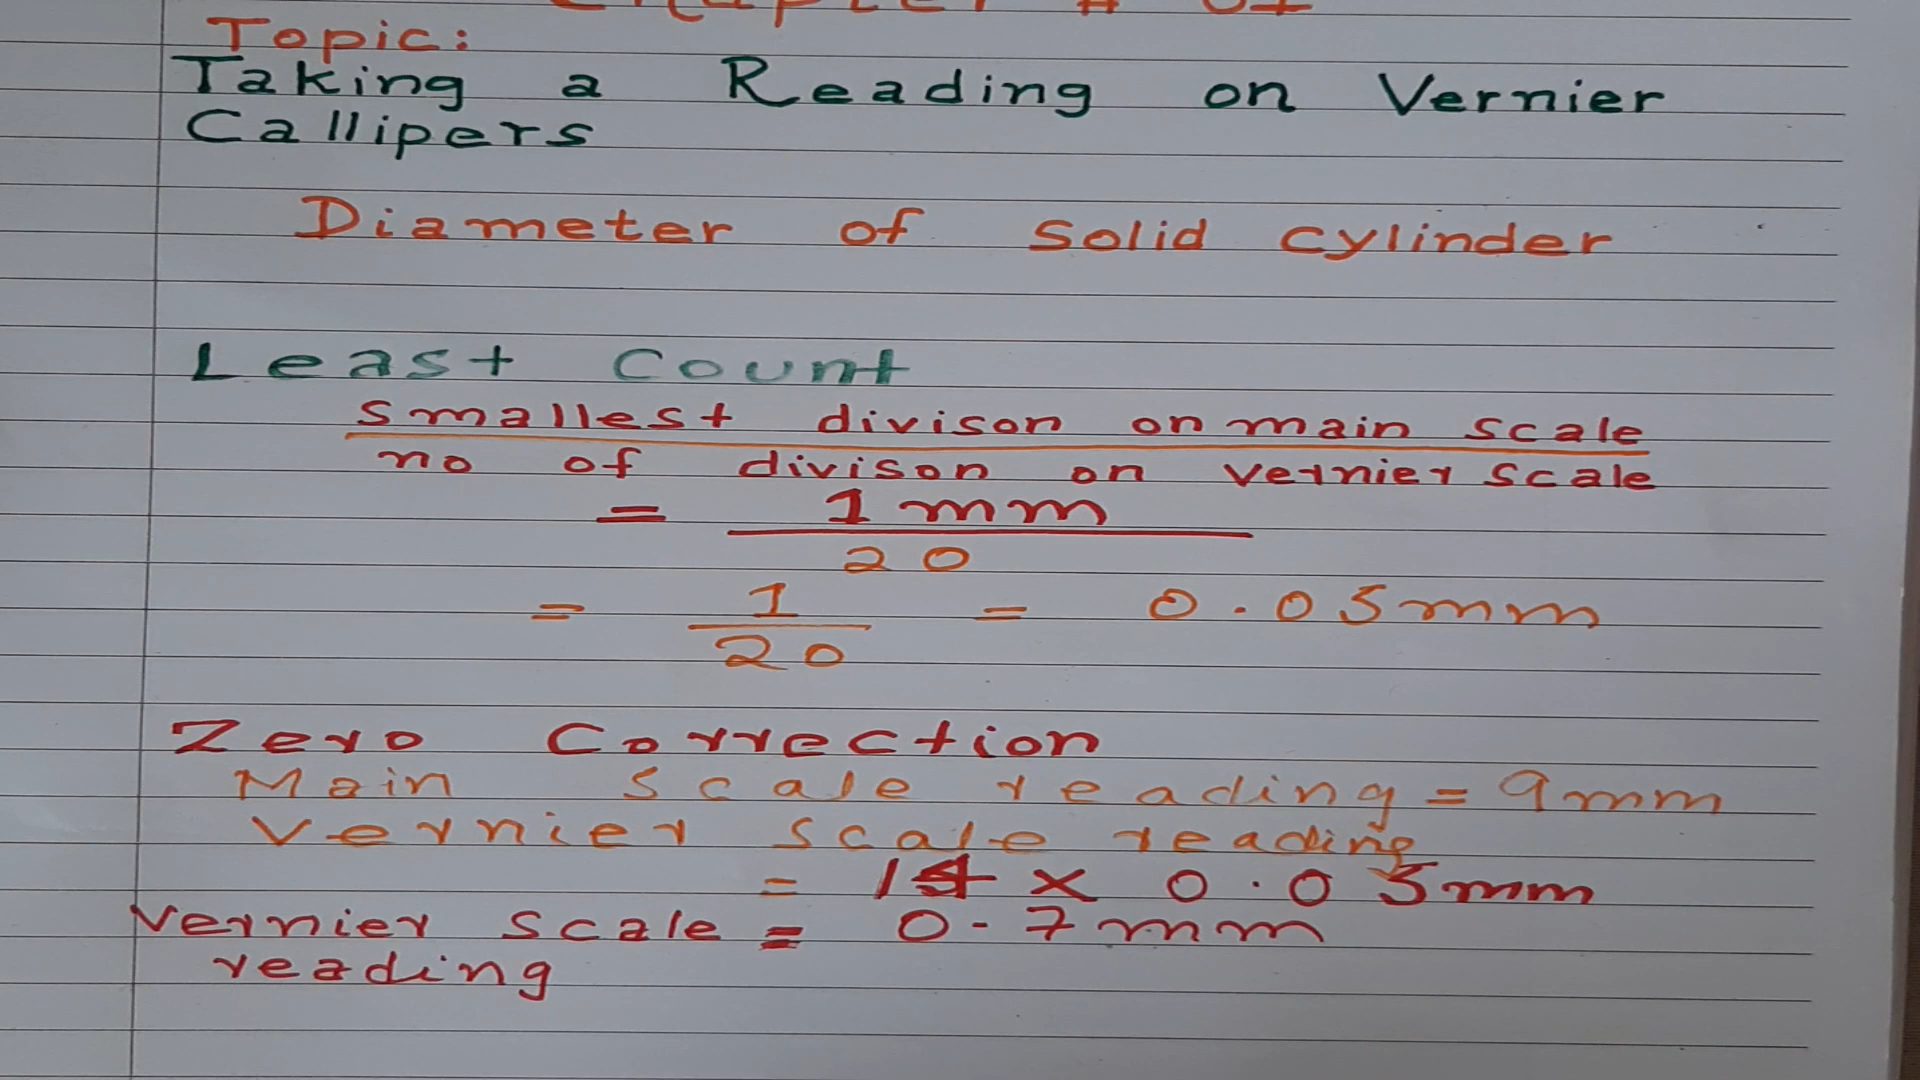 Chapter # 01
Topic:
Taking a Reading on Vernier
Callipers
Diameter of Solid Cylinder
Least Count
Smallest divison on main scale
no of divison on Vernier Scale
= 1 mm
20
= 1 = 0.05mm
20
Zero Correction
Main Scale reading = 9mm
Vernier Scale reading
= 14 x 0.05mm
Vernier Scale = 0.7mm
reading